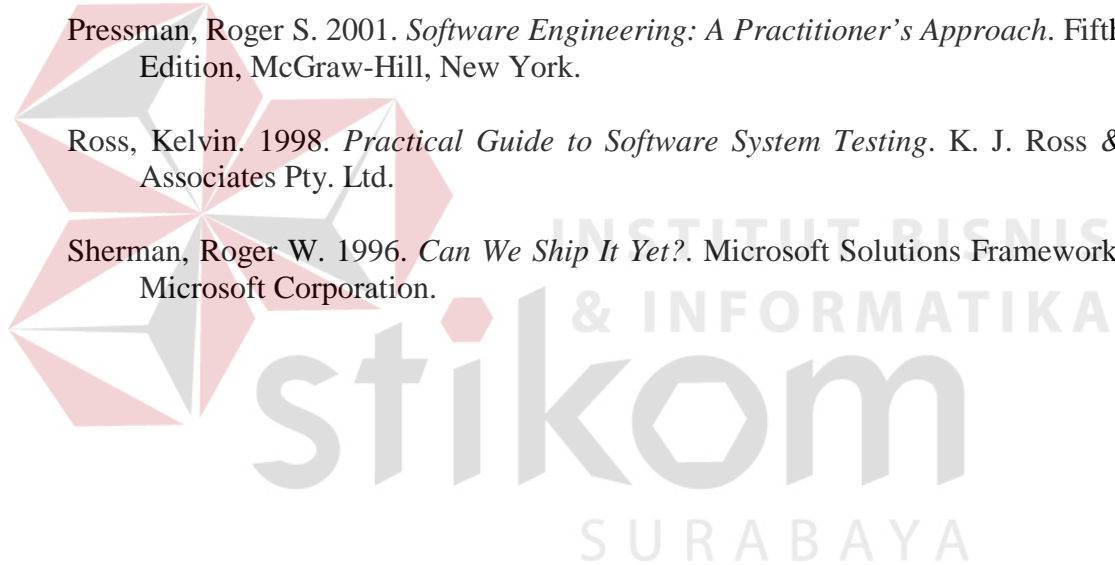 Pressman, Roger S. 2001. Software Engineering: A Practitioner’s Approach. Fifth
Edition, McGraw-Hill, New York.
Ross, Kelvin. 1998. Practical Guide to Software System Testing. K. J. Ross &
Associates Pty. Ltd.
Sherman, Roger W. 1996. Can We Ship It Yet?. Microsoft Solutions Framework
Microsoft Corporation.
INSTITUT BISNIS
& INFORMATIKA
stikom
SURABAYA